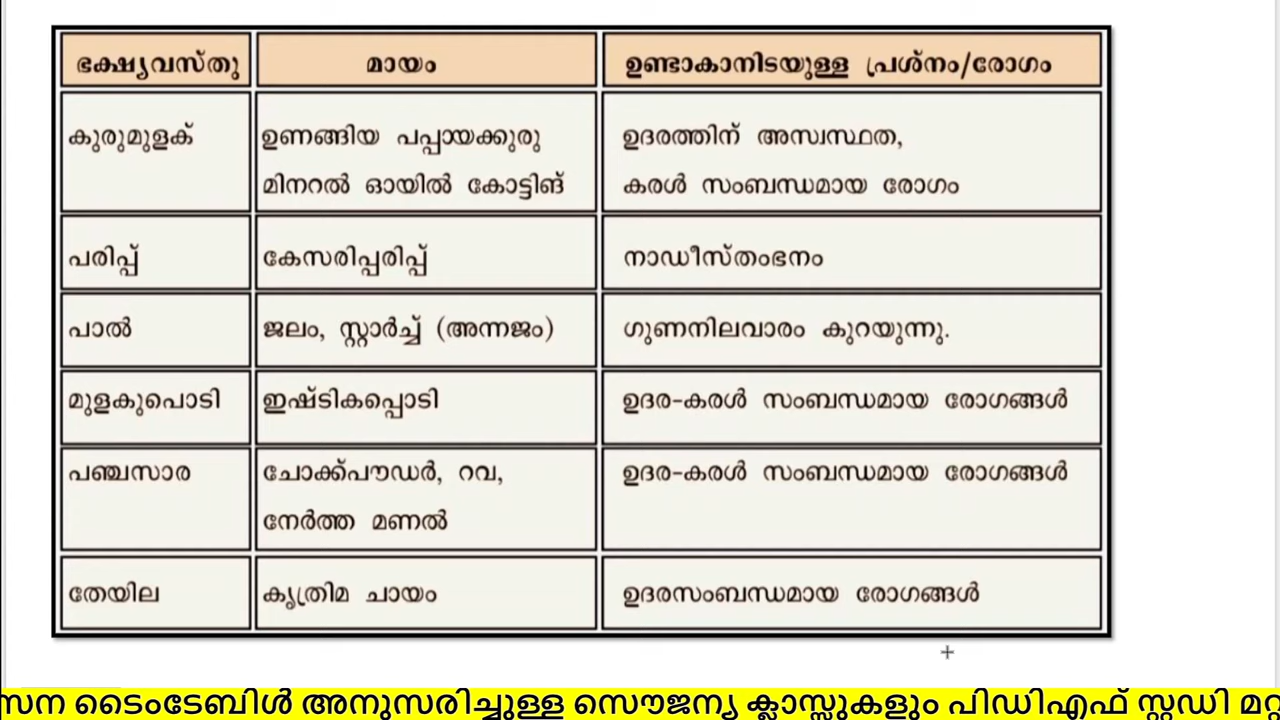 ഭക്ഷ്യവസ്തു മായം ഉണ്ടാകാനിടയുള്ള പ്രശ്നം/രോഗം
കുരുമുളക് ഉണങ്ങിയ പപ്പായക്കുരു ഉദരത്തിന് അസ്വസ്ഥത,
മിനറൽ ഓയിൽ കോട്ടിങ് കരൾ സംബന്ധമായ രോഗം
പരിപ്പ് കേസരിപ്പരിപ്പ് നാഡീസ്തംഭനം
പാൽ ജലം, സ്റ്റാർച്ച് (അന്നജം) ഗുണനിലവാരം കുറയുന്നു.
മുളകുപൊടി ഇഷ്ടികപ്പൊടി ഉദര-കരൾ സംബന്ധമായ രോഗങ്ങൾ
പഞ്ചസാര ചോക്ക്പൗഡർ, റവ, ഉദര-കരൾ സംബന്ധമായ രോഗങ്ങൾ
നേർത്ത മണൽ
തേയില കൃത്രിമ ചായം ഉദരസംബന്ധമായ രോഗങ്ങൾ
ടൈംടേബിൾ അനുസരിച്ചുള്ള സൌജന്യ ക്ലാസ്സുകളും പിഡിഎഫ് സ്റ്റഡി